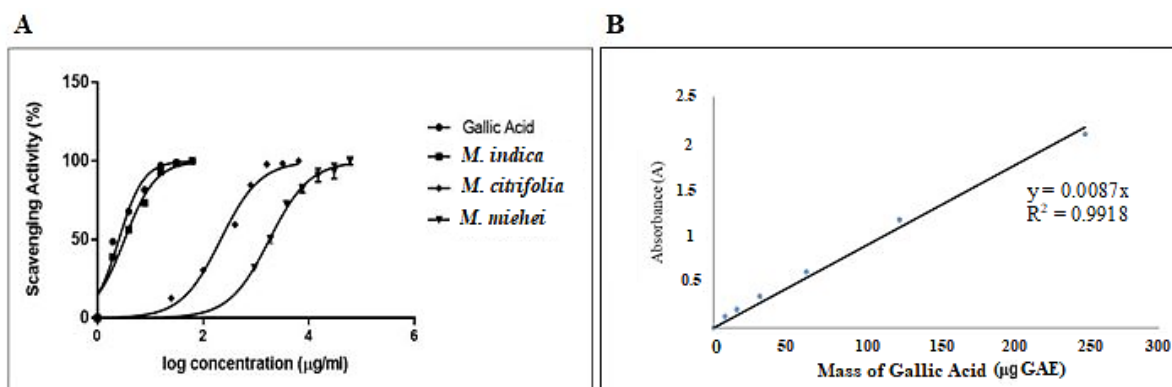 A
150
100
50
0
0
2
4
6
Scavenging Activity (%)
log concentration (µg/ml)
Gallic Acid
M. indica
M. citrifolia
M. miehei
B
2.5
2
1.5
1
0.5
0
50
100
150
200
250
300
Absorbance (A)
Mass of Gallic Acid (µg GAE)
y = 0.0087x
R² = 0.9918